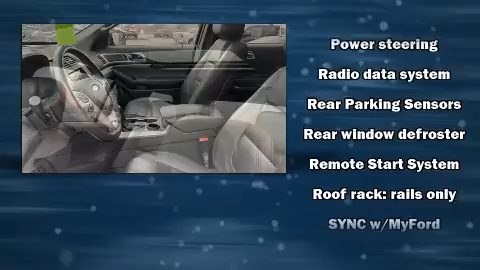 Power steering
Radio data system
Rear Parking Sensors
Rear window defroster
Remote Start System
Roof rack: rails only
SYNC w/MyFord